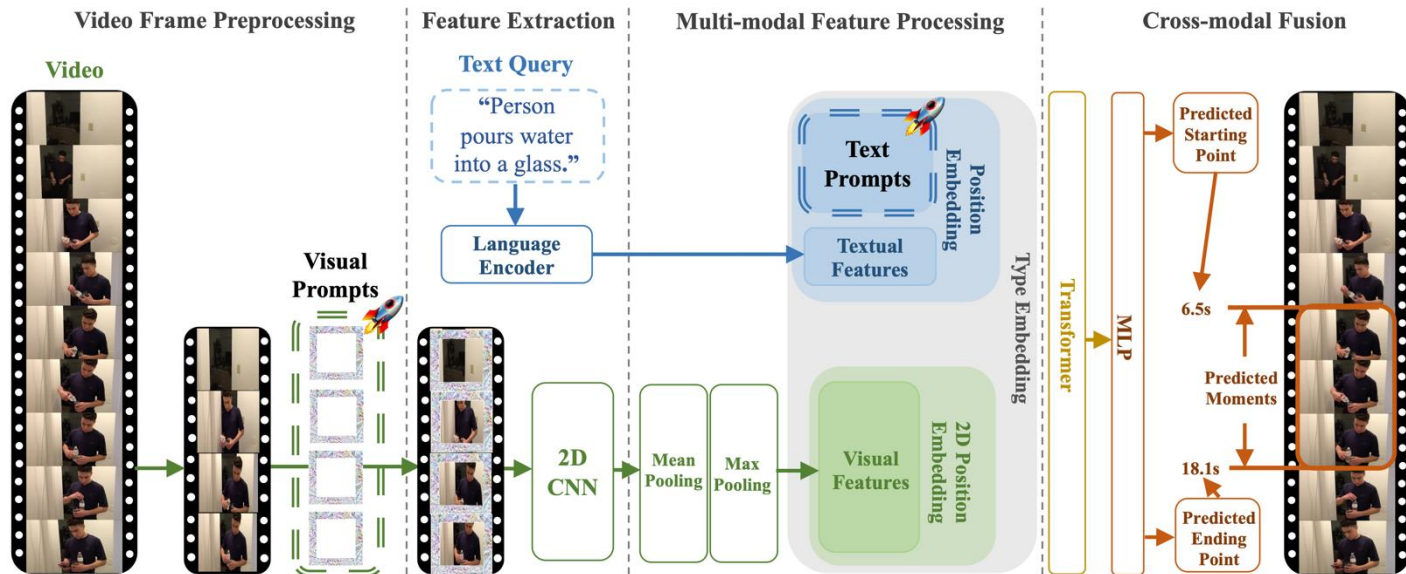 Video Frame Preprocessing
Feature Extraction
Multi-modal Feature Processing
Cross-modal Fusion
Video
Visual
Prompts
Text Query
“Person
pours water
into a glass.”
Language
Encoder
2D
CNN
Mean
Pooling
Max
Pooling
Text
Prompts
Position
Embedding
Textual
Features
Visual
Features
2D Position
Embedding
Type Embedding
Transformer
MLP
Predicted
Starting
Point
6.5s
Predicted
Moments
18.1s
Predicted
Ending
Point